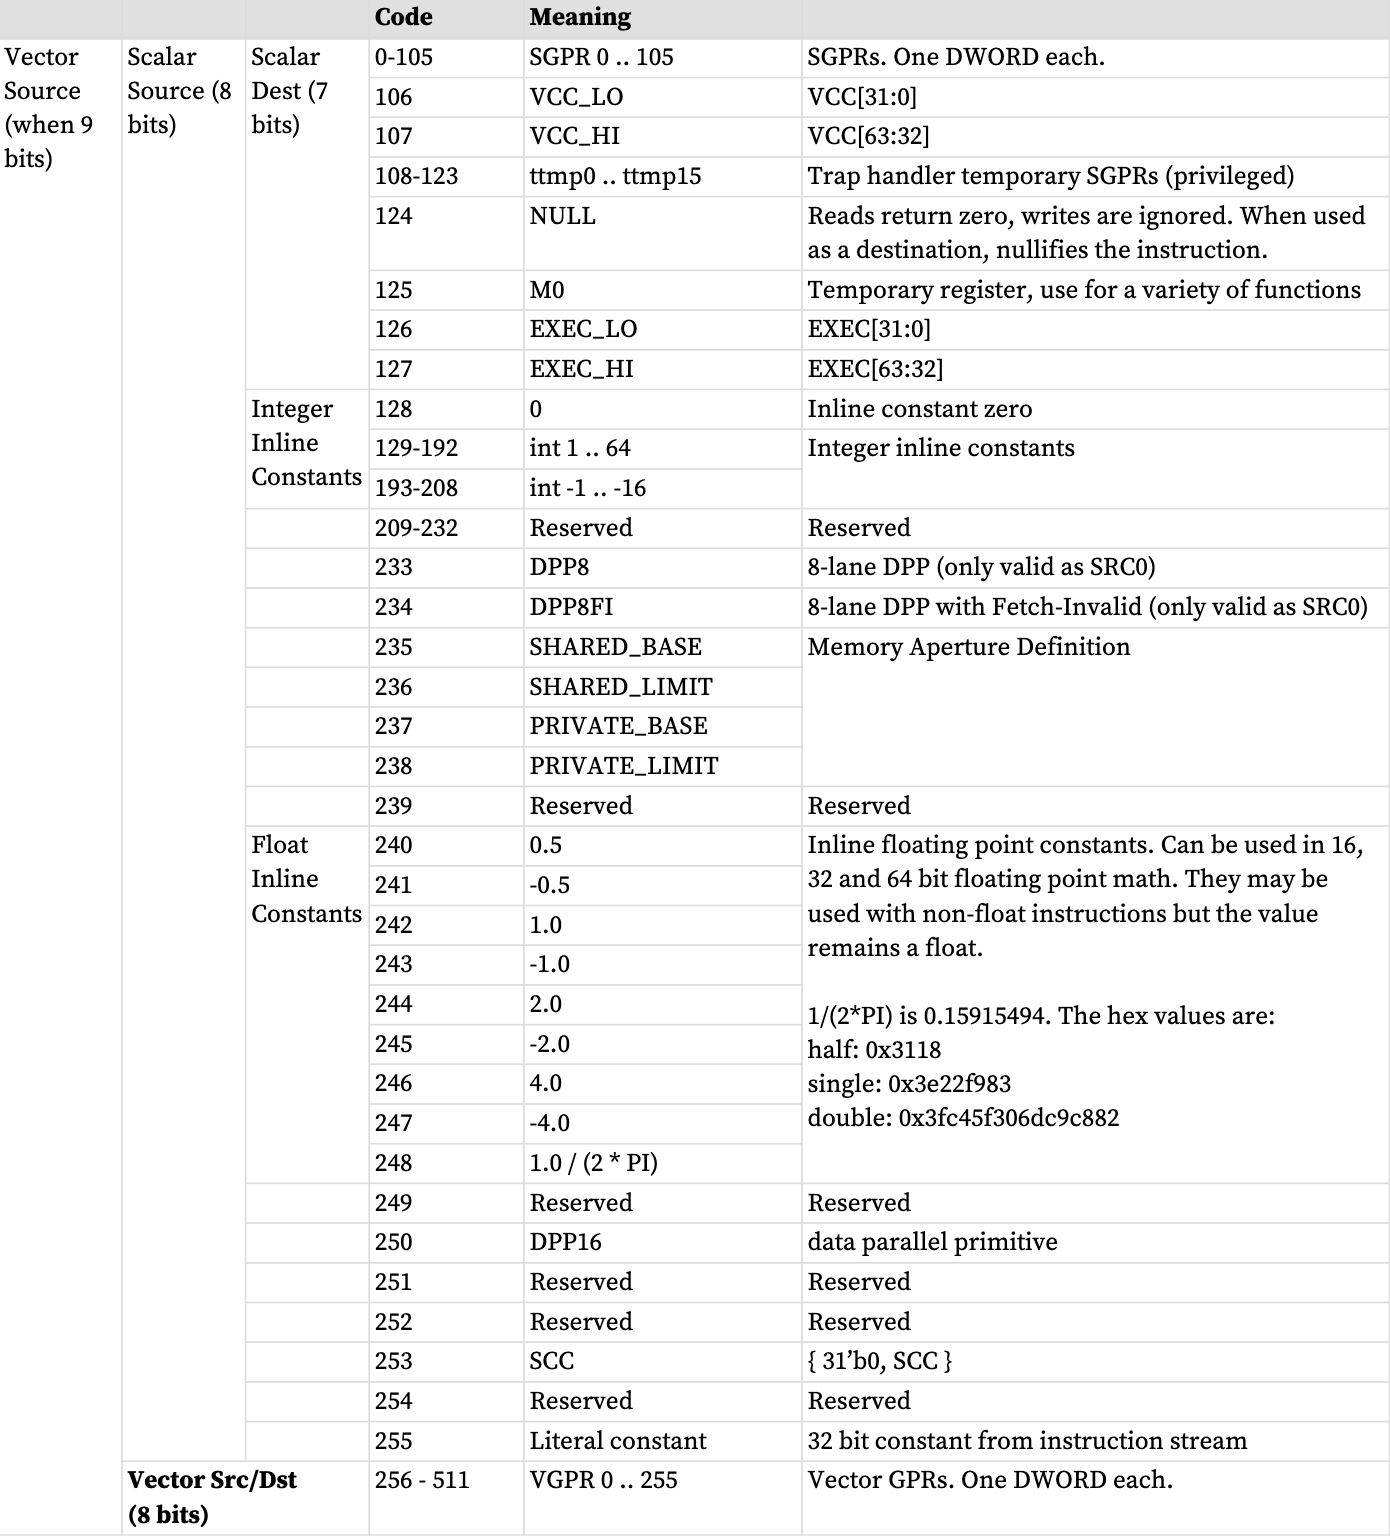 Code Meaning
Vector Source (when 9 bits) Scalar Source (8 bits) Scalar Dest (7 bits) 0-105 SGPR 0 .. 105 SGPRs. One DWORD each.
106 VCC_LO VCC[31:0]
107 VCC_HI VCC[63:32]
108-123 ttmp0 .. ttmp15 Trap handler temporary SGPRs (privileged)
124 NULL Reads return zero, writes are ignored. When used
as a destination, nullifies the instruction.
125 M0 Temporary register, use for a variety of functions
126 EXEC_LO EXEC[31:0]
127 EXEC_HI EXEC[63:32]
Integer Inline Constants 128 0 Inline constant zero
129-192 int 1 .. 64 Integer inline constants
193-208 int -1 .. -16
209-232 Reserved Reserved
233 DPP8 8-lane DPP (only valid as SRC0)
234 DPP8FI 8-lane DPP with Fetch-Invalid (only valid as SRC0)
235 SHARED_BASE Memory Aperture Definition
236 SHARED_LIMIT
237 PRIVATE_BASE
238 PRIVATE_LIMIT
239 Reserved Reserved
Float Inline Constants 240 0.5 Inline floating point constants. Can be used in 16,
32 and 64 bit floating point math. They may be
used with non-float instructions but the value
remains a float.
1/(2*PI) is 0.15915494. The hex values are:
half: 0x3118
single: 0x3e22f983
double: 0x3fc45f306dc9c882
241 -0.5
242 1.0
243 -1.0
244 2.0
245 -2.0
246 4.0
247 -4.0
248 1.0 / (2 * PI)
249 Reserved Reserved
250 DPP16 data parallel primitive
251 Reserved Reserved
252 Reserved Reserved
253 SCC { 31’b0, SCC }
254 Reserved Reserved
255 Literal constant 32 bit constant from instruction stream
Vector Src/Dst (8 bits) 256 - 511 VGPR 0 .. 255 Vector GPRs. One DWORD each.